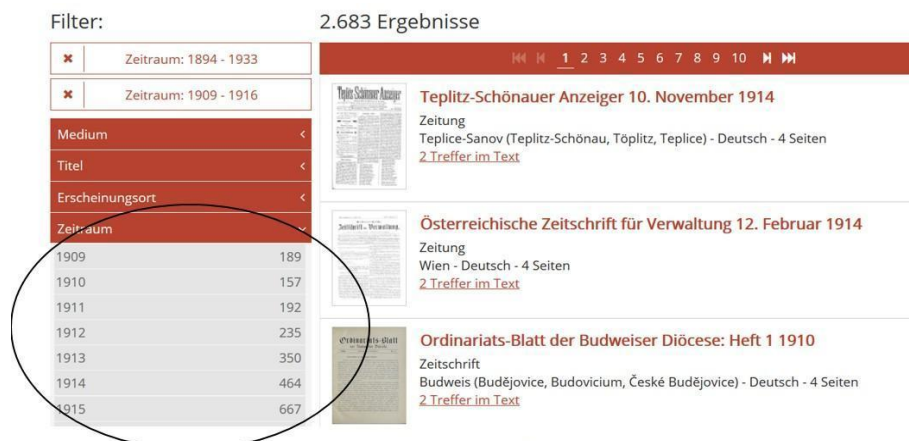 Filter:
✖ Zeitraum: 1894 - 1933
✖ Zeitraum: 1909 - 1916
Medium
Titel
Erscheinungsort
Zeitraum
1909 189
1910 157
1911 192
1912 235
1913 350
1914 464
1915 667
2.683 Ergebnisse
1 2 3 4 5 6 7 8 9 10
Teplitz Schönauer Anzeiger
Teplitz-Schönauer Anzeiger 10. November 1914
Zeitung
Teplice-Sanov (Teplitz-Schönau, Töplitz, Teplice) - Deutsch - 4 Seiten
2 Treffer im Text
Österreichische Zeitschrift für Verwaltung 12. Februar 1914
Zeitung
Wien - Deutsch - 4 Seiten
2 Treffer im Text
Ordinariats-Blatt
Ordinariats-Blatt der Budweiser Diöcese: Heft 1 1910
Zeitschrift
Budweis (Budějovice, Budovicium, České Budějovice) - Deutsch - 4 Seiten
2 Treffer im Text